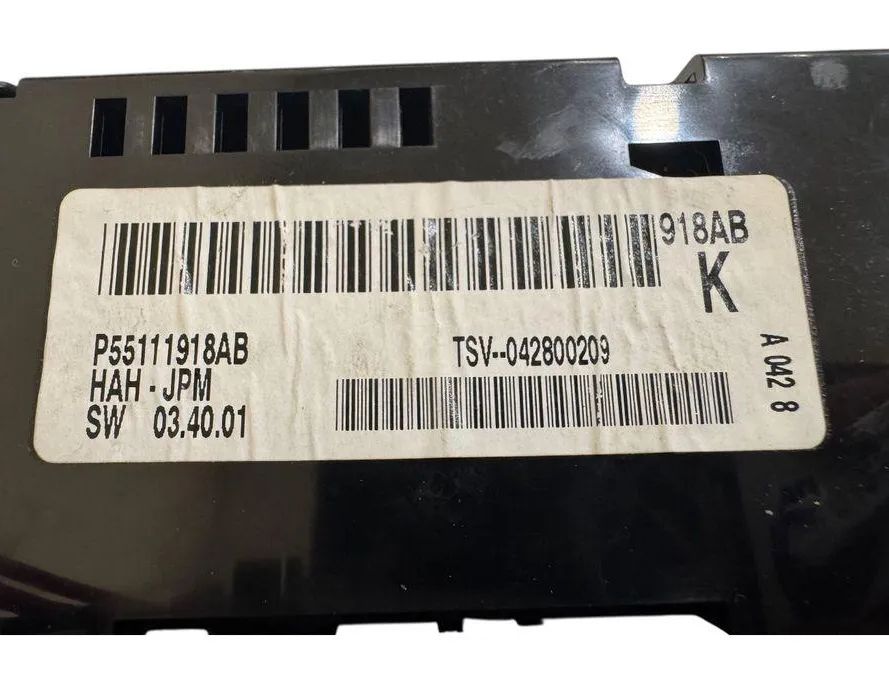 918AB
K
P55111918AB
HAH - JPM
SW 03.40.01
TSV--042800209
A 042 8